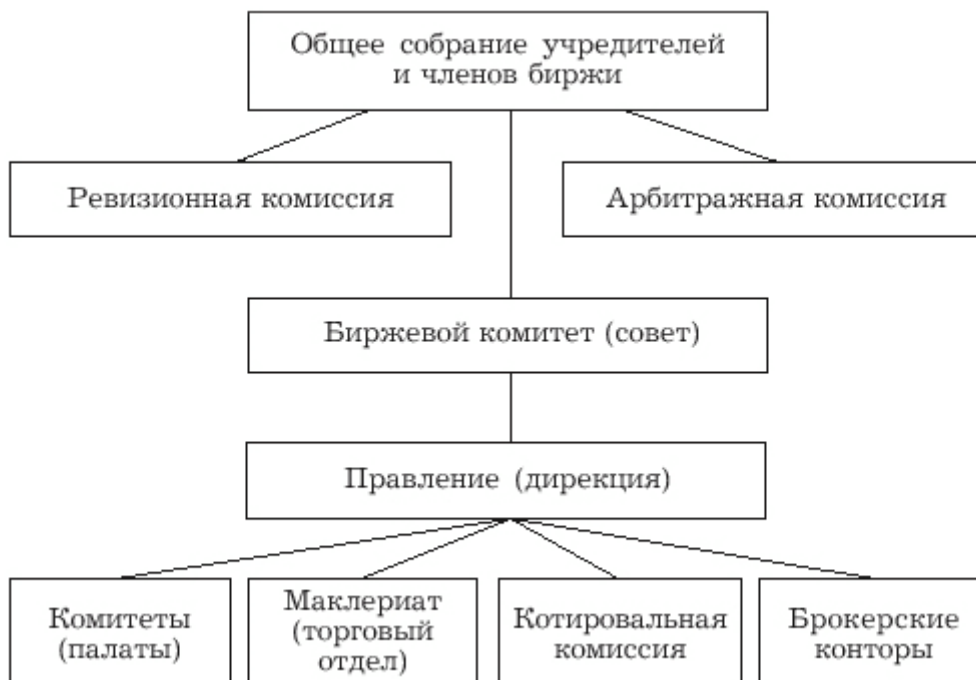 Общее собрание учредителей
и членов биржи
Ревизионная комиссия
Арбитражная комиссия
Биржевой комитет (совет)
Правление (дирекция)
Комитеты
(палаты)
Маклериат
(торговый
отдел)
Котировальная
комиссия
Брокерские
конторы